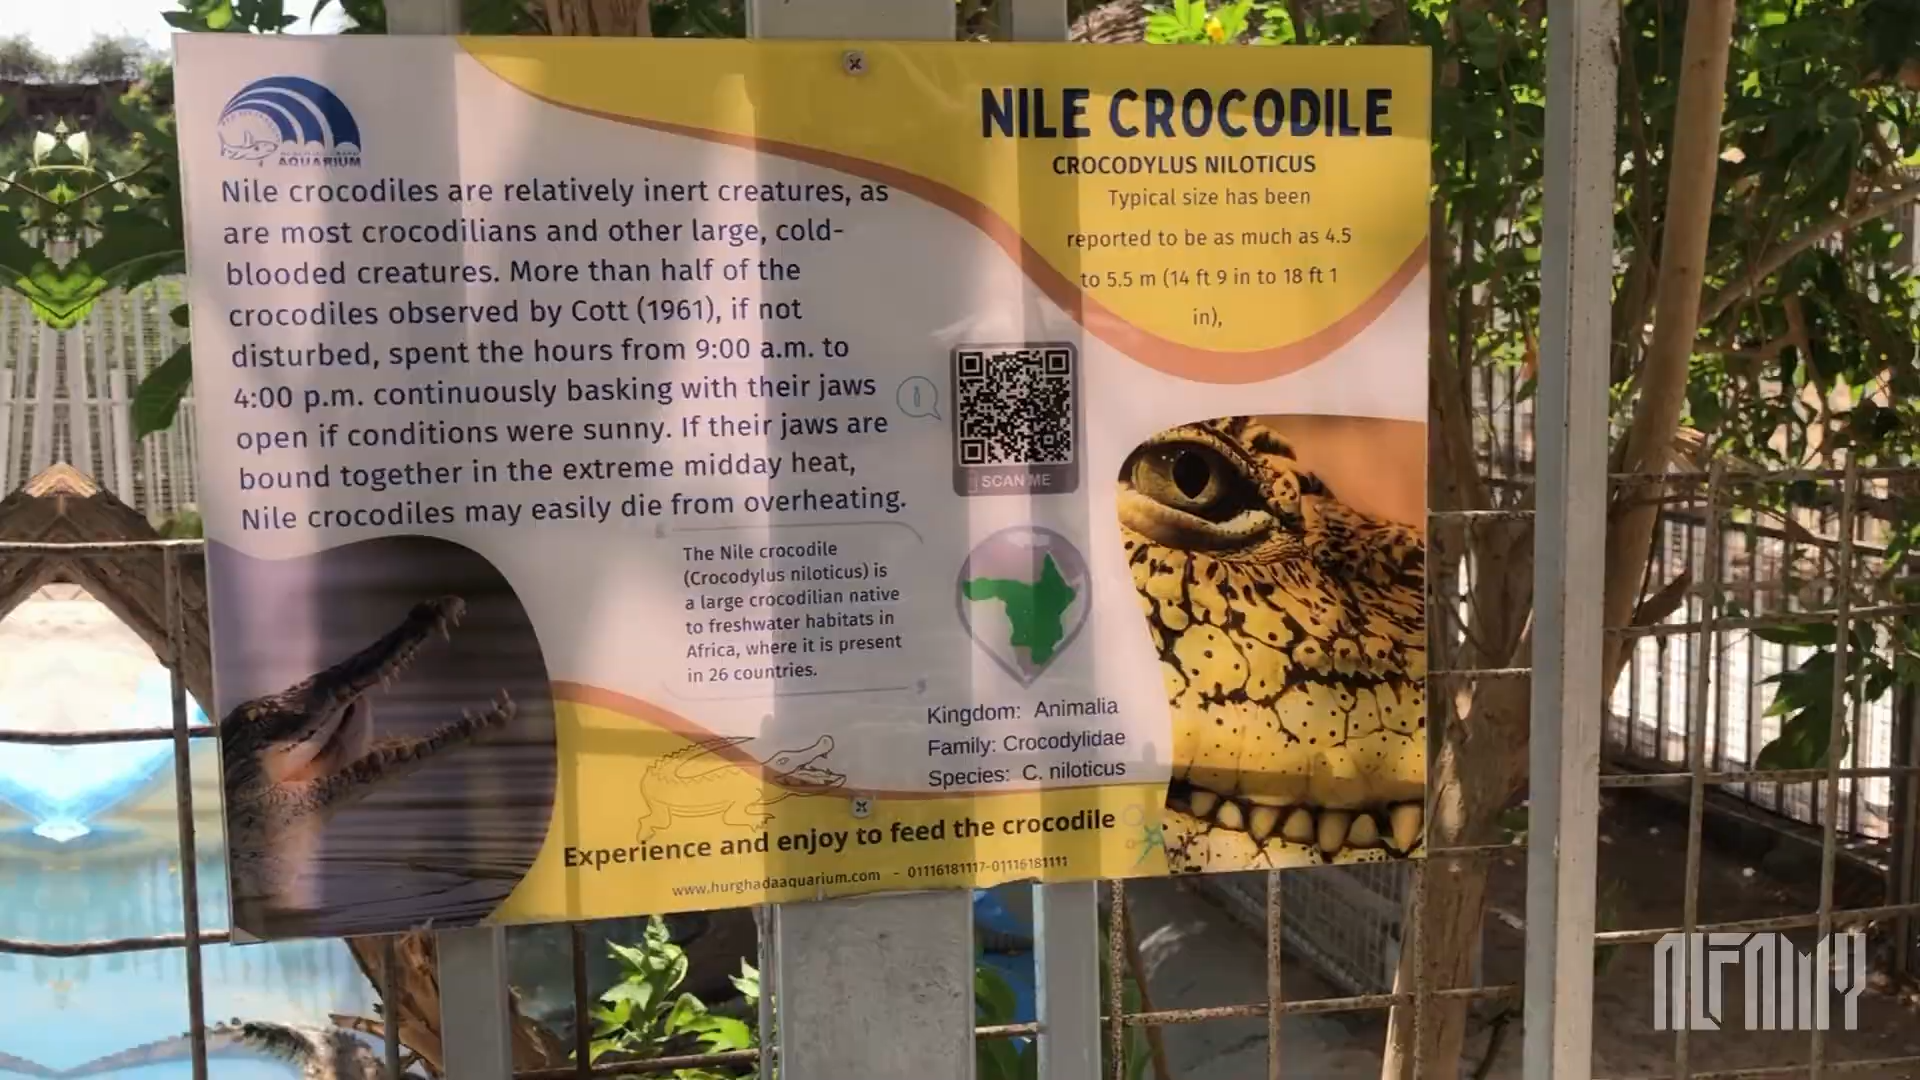 AQUARIUM
NILE CROCODILE
CROCODYLUS NILOTICUS
Typical size has been
reported to be as much as 4.5
to 5.5 m (14 ft 9 in to 18 ft 1
in),
Nile crocodiles are relatively inert creatures, as
are most crocodilians and other large, cold-
blooded creatures. More than half of the
crocodiles observed by Cott (1961), if not
disturbed, spent the hours from 9:00 a.m. to
4:00 p.m. continuously basking with their jaws
open if conditions were sunny. If their jaws are
bound together in the extreme midday heat,
Nile crocodiles may easily die from overheating.
SCAN ME
The Nile crocodile
(Crocodylus niloticus) is
a large crocodilian native
to freshwater habitats in
Africa, where it is present
in 26 countries.
Kingdom: Animalia
Family: Crocodylidae
Species: C. niloticus
Experience and enjoy to feed the crocodile
www.hurghadaaquarium.com - 01116181117-01116181111
ALFAMY